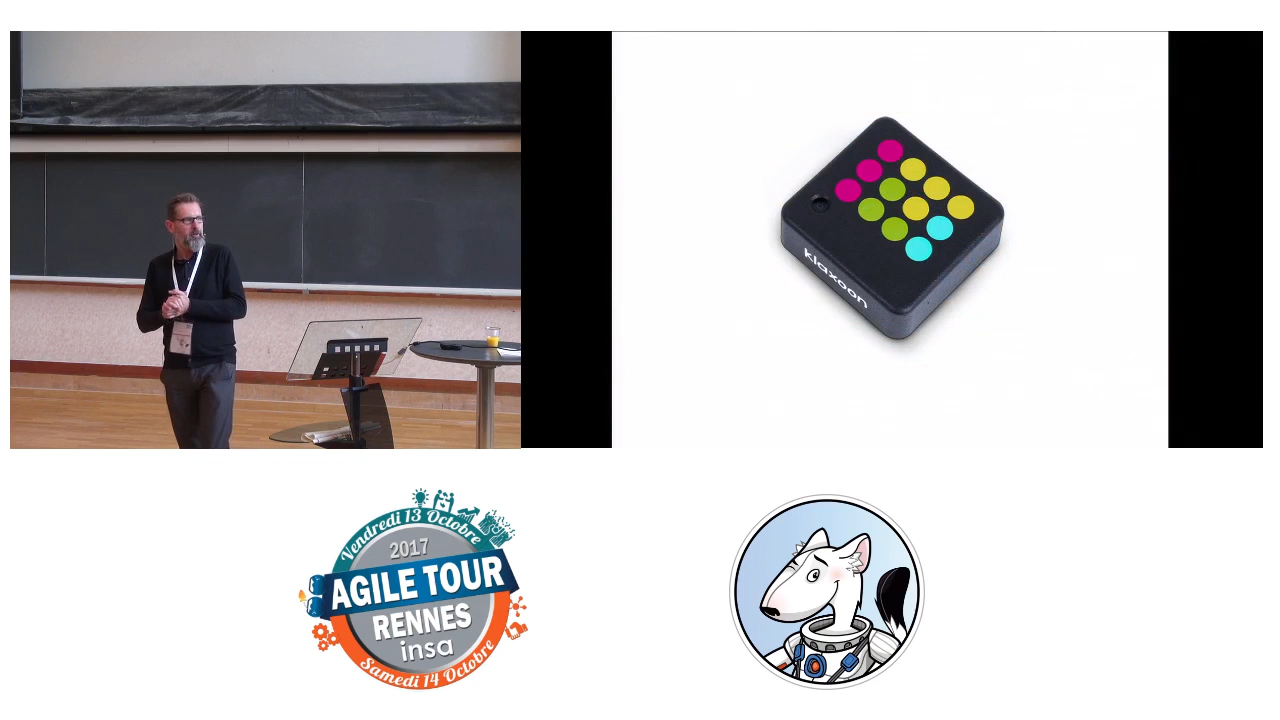 klaxoon
Vendredi 13 Octobre
2017
AGILE TOUR
RENNES
insa
Samedi 14 Octobre